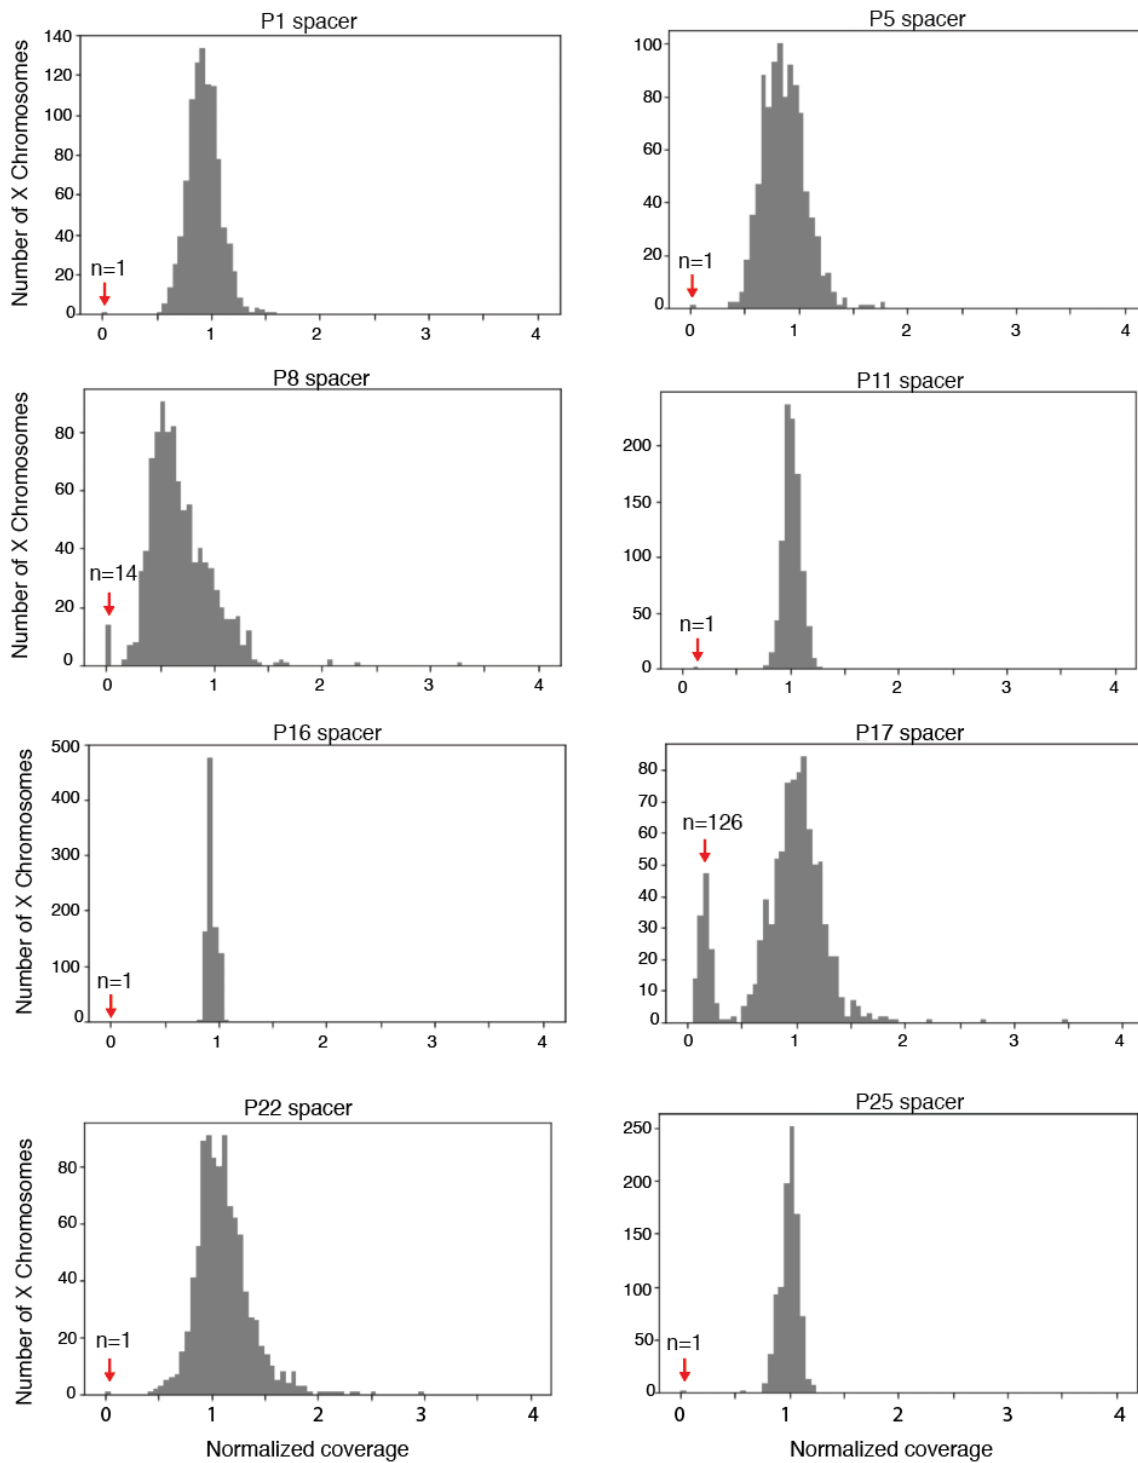 P1 spacer
Number of X Chromosomes
140
120
100
80
60
40
20
0
n=1
0 1 2 3 4
P5 spacer
100
80
60
40
20
0
n=1
0 1 2 3 4
P8 spacer
Number of X Chromosomes
80
60
40
20
0
n=14
0 1 2 3 4
P11 spacer
200
150
100
50
0
n=1
0 1 2 3 4
P16 spacer
Number of X Chromosomes
500
400
300
200
100
0
n=1
0 1 2 3 4
P17 spacer
80
70
60
50
40
30
20
10
0
n=126
0 1 2 3 4
P22 spacer
Number of X Chromosomes
80
60
40
20
0
n=1
0 1 2 3 4
Normalized coverage
P25 spacer
250
200
150
100
50
0
n=1
0 1 2 3 4
Normalized coverage